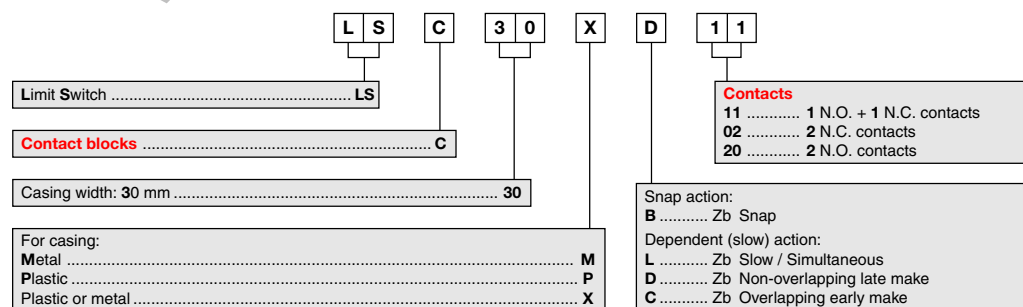 L S C 3 0 X D 1 1
Limit Switch ..................................................... LS
Contact blocks ................................................................ C
Casing width: 30 mm ........................................................................ 30
For casing:
Metal .................................................................................................................. M
Plastic ................................................................................................................. P
Plastic or metal ................................................................................................... X
Contacts
11 ............ 1 N.O. + 1 N.C. contacts
02 ............ 2 N.C. contacts
20 ............ 2 N.O. contacts
Snap action:
B ........... Zb Snap
Dependent (slow) action:
L ........... Zb Slow / Simultaneous
D ........... Zb Non-overlapping late make
C ........... Zb Overlapping early make